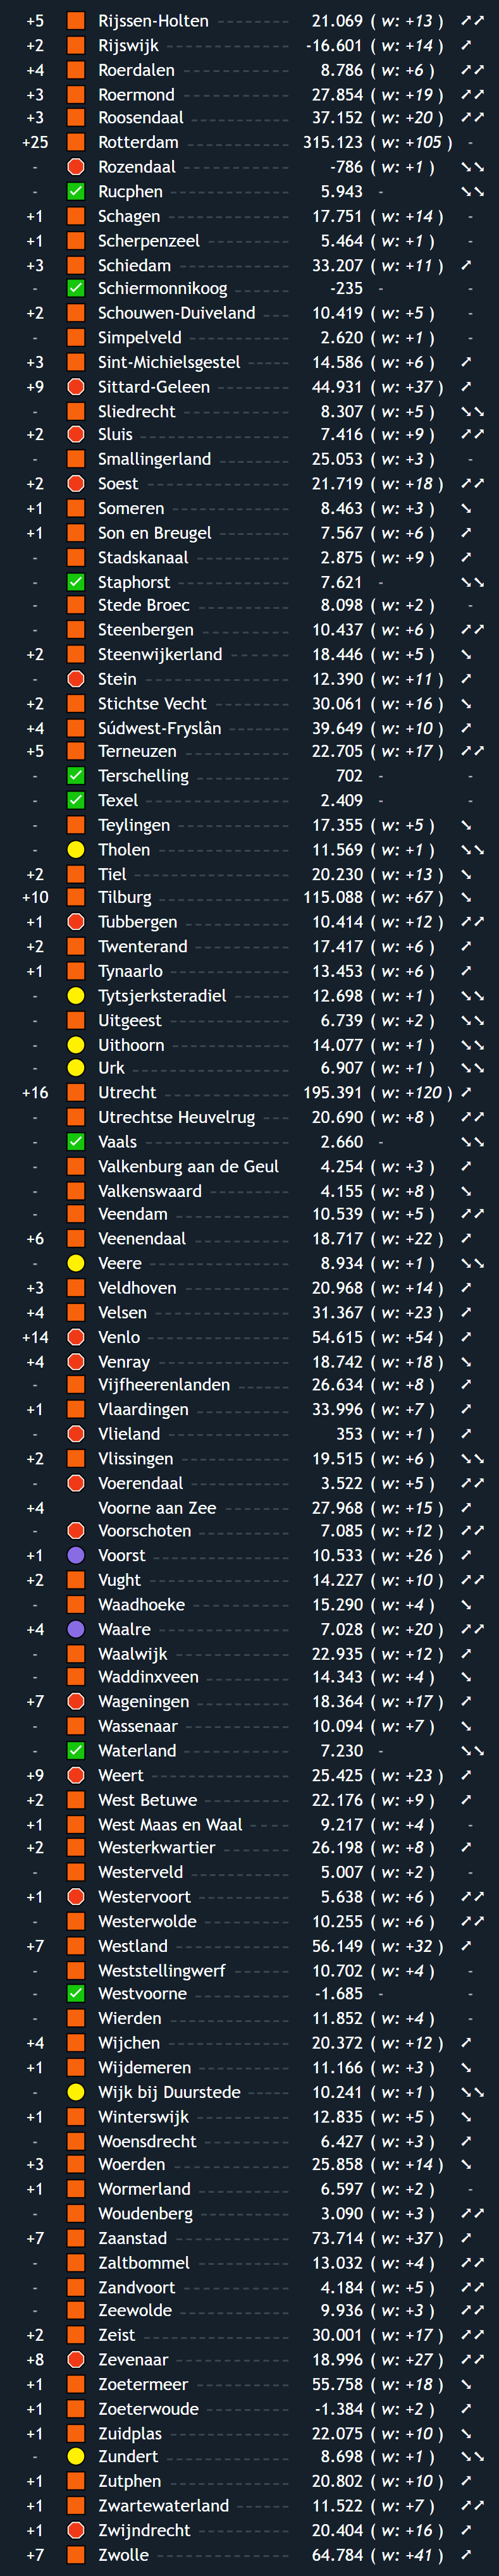 +5 Rijssen-Holten 21.069 ( w: +13 ) ➚➚
+2 Rijswijk -16.601 ( w: +14 ) ➚
+4 Roerdalen 8.786 ( w: +6 ) ➚➚
+3 Roermond 27.854 ( w: +19 ) ➚➚
+3 Roosendaal 37.152 ( w: +20 ) ➚➚
+25 Rotterdam 315.123 ( w: +105 ) -
- Rozendaal -786 ( w: +1 ) ➘➘
- Rucphen 5.943 - ➘➘
+1 Schagen 17.751 ( w: +14 ) -
+1 Scherpenzeel 5.464 ( w: +1 ) -
+3 Schiedam 33.207 ( w: +11 ) ➚
- Schiermonnikoog -235 - -
+2 Schouwen-Duiveland 10.419 ( w: +5 ) -
- Simpelveld 2.620 ( w: +1 ) -
+3 Sint-Michielsgestel 14.586 ( w: +6 ) ➚
+9 Sittard-Geleen 44.931 ( w: +37 ) ➚
- Sliedrecht 8.307 ( w: +5 ) ➘➘
+2 Sluis 7.416 ( w: +9 ) ➚➚
- Smallingerland 25.053 ( w: +3 ) -
+2 Soest 21.719 ( w: +18 ) ➚➚
+1 Someren 8.463 ( w: +3 ) ➘
+1 Son en Breugel 7.567 ( w: +6 ) ➚
- Stadskanaal 2.875 ( w: +9 ) ➚
- Staphorst 7.621 - ➘➘
- Stede Broec 8.098 ( w: +2 ) -
- Steenbergen 10.437 ( w: +6 ) ➚➚
+2 Steenwijkerland 18.446 ( w: +5 ) ➘
- Stein 12.390 ( w: +11 ) ➚
+2 Stichtse Vecht 30.061 ( w: +16 ) ➘
+4 Súdwest-Fryslân 39.649 ( w: +10 ) ➚
+5 Terneuzen 22.705 ( w: +17 ) ➚➚
- Terschelling 702 - -
- Texel 2.409 - -
- Teylingen 17.355 ( w: +5 ) ➘
- Tholen 11.569 ( w: +1 ) ➘➘
+2 Tiel 20.230 ( w: +13 ) ➘
+10 Tilburg 115.088 ( w: +67 ) ➘
+1 Tubbergen 10.414 ( w: +12 ) ➚➚
+2 Twenterand 17.417 ( w: +6 ) ➚
+1 Tynaarlo 13.453 ( w: +6 ) ➚
- Tytsjerksteradiel 12.698 ( w: +1 ) ➘➘
- Uitgeest 6.739 ( w: +2 ) ➘➘
- Uithoorn 14.077 ( w: +1 ) ➘➘
- Urk 6.907 ( w: +1 ) ➘➘
+16 Utrecht 195.391 ( w: +120 ) ➚
- Utrechtse Heuvelrug 20.690 ( w: +8 ) ➚➚
- Vaals 2.660 - ➘➘
- Valkenburg aan de Geul 4.254 ( w: +3 ) ➚
- Valkenswaard 4.155 ( w: +8 ) ➘
- Veendam 10.539 ( w: +5 ) ➚➚
+6 Veenendaal 18.717 ( w: +22 ) ➚
- Veere 8.934 ( w: +1 ) ➘➘
+3 Veldhoven 20.968 ( w: +14 ) ➚
+4 Velsen 31.367 ( w: +23 ) ➚
+14 Venlo 54.615 ( w: +54 ) ➚
+4 Venray 18.742 ( w: +18 ) ➘
- Vijfheerenlanden 26.634 ( w: +8 ) ➚
+1 Vlaardingen 33.996 ( w: +7 ) ➚
- Vlieland 353 ( w: +1 ) ➚
+2 Vlissingen 19.515 ( w: +6 ) ➘➘
- Voerendaal 3.522 ( w: +5 ) ➚➚
+4 Voorne aan Zee 27.968 ( w: +15 ) ➚
- Voorschoten 7.085 ( w: +12 ) ➚➚
+1 Voorst 10.533 ( w: +26 ) ➚
+2 Vught 14.227 ( w: +10 ) ➚➚
- Waadhoeke 15.290 ( w: +4 ) ➘
+4 Waalre 7.028 ( w: +20 ) ➚➚
- Waalwijk 22.935 ( w: +12 ) ➚
- Waddinxveen 14.343 ( w: +4 ) ➘
+7 Wageningen 18.364 ( w: +17 ) ➚
- Wassenaar 10.094 ( w: +7 ) ➘
- Waterland 7.230 - ➘➘
+9 Weert 25.425 ( w: +23 ) ➚
+2 West Betuwe 22.176 ( w: +9 ) ➚
+1 West Maas en Waal 9.217 ( w: +4 ) -
+2 Westerkwartier 26.198 ( w: +8 ) ➚
- Westerveld 5.007 ( w: +2 ) -
+1 Westervoort 5.638 ( w: +6 ) ➚➚
- Westerwolde 10.255 ( w: +6 ) ➚➚
+7 Westland 56.149 ( w: +32 ) ➚
- Weststellingwerf 10.702 ( w: +4 ) -
- Westvoorne -1.685 - -
- Wierden 11.852 ( w: +4 ) -
+4 Wijchen 20.372 ( w: +12 ) ➚
+1 Wijdemeren 11.166 ( w: +3 ) ➘
- Wijk bij Duurstede 10.241 ( w: +1 ) ➘➘
+1 Winterswijk 12.835 ( w: +5 ) ➘
- Woensdrecht 6.427 ( w: +3 ) ➚
+3 Woerden 25.858 ( w: +14 ) ➘
+1 Wormerland 6.597 ( w: +2 ) -
- Woudenberg 3.090 ( w: +3 ) ➚➚
+7 Zaanstad 73.714 ( w: +37 ) ➚
- Zaltbommel 13.032 ( w: +4 ) ➚➚
- Zandvoort 4.184 ( w: +5 ) ➚➚
- Zeewolde 9.936 ( w: +3 ) ➚➚
+2 Zeist 30.001 ( w: +17 ) ➚➚
+8 Zevenaar 18.996 ( w: +27 ) ➚➚
+1 Zoetermeer 55.758 ( w: +18 ) ➘
+1 Zoeterwoude -1.384 ( w: +2 ) ➚
+1 Zuidplas 22.075 ( w: +10 ) ➘
- Zundert 8.698 ( w: +1 ) ➘➘
+1 Zutphen 20.802 ( w: +10 ) ➚
+1 Zwartewaterland 11.522 ( w: +7 ) ➚➚
+1 Zwijndrecht 20.404 ( w: +16 ) ➚
+7 Zwolle 64.784 ( w: +41 ) ➚